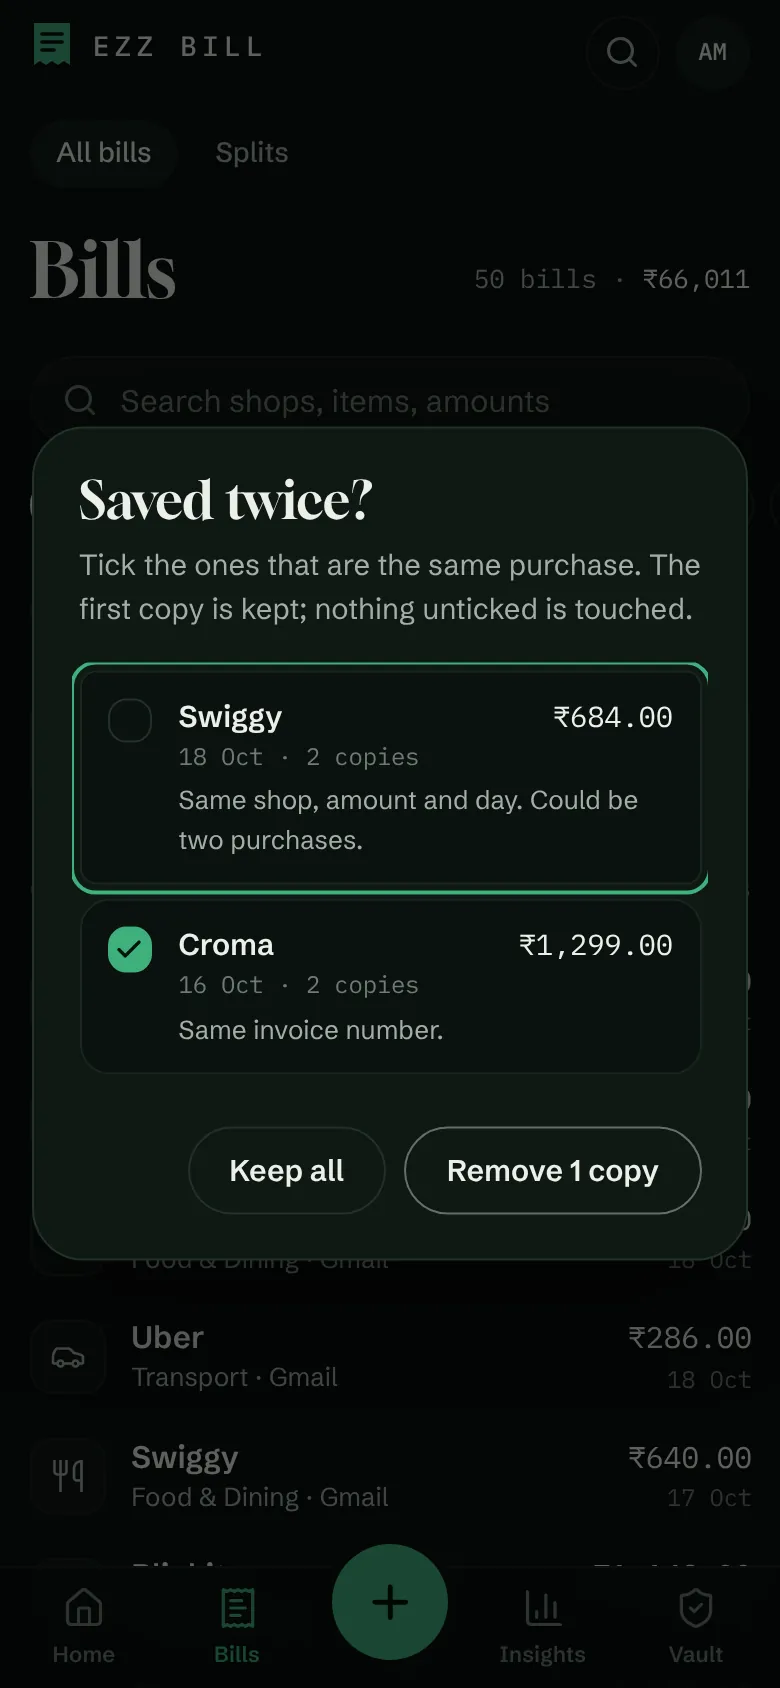 EZZ BILL
AM
All bills
Splits
Bills
50 bills · ₹66,011
Search shops, items, amounts
Saved twice?
Tick the ones that are the same purchase. The
first copy is kept; nothing unticked is touched.
Swiggy
₹684.00
18 Oct · 2 copies
Same shop, amount and day. Could be
two purchases.
Croma
₹1,299.00
16 Oct · 2 copies
Same invoice number.
Keep all
Remove 1 copy
Food & Dining · Gmail
18 Oct
Uber
₹286.00
Transport · Gmail
18 Oct
Swiggy
₹640.00
Food & Dining · Gmail
17 Oct
Home
Bills
Insights
Vault